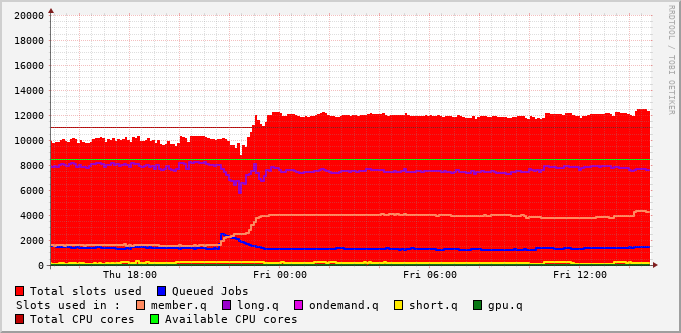 RRDTOOL / TOBI OETIKER
20000
18000
16000
14000
12000
10000
8000
6000
4000
2000
0
Thu 18:00 Fri 00:00 Fri 06:00 Fri 12:00
Total slots used Queued Jobs
Slots used in : member.q long.q ondemand.q short.q gpu.q
Total CPU cores Available CPU cores